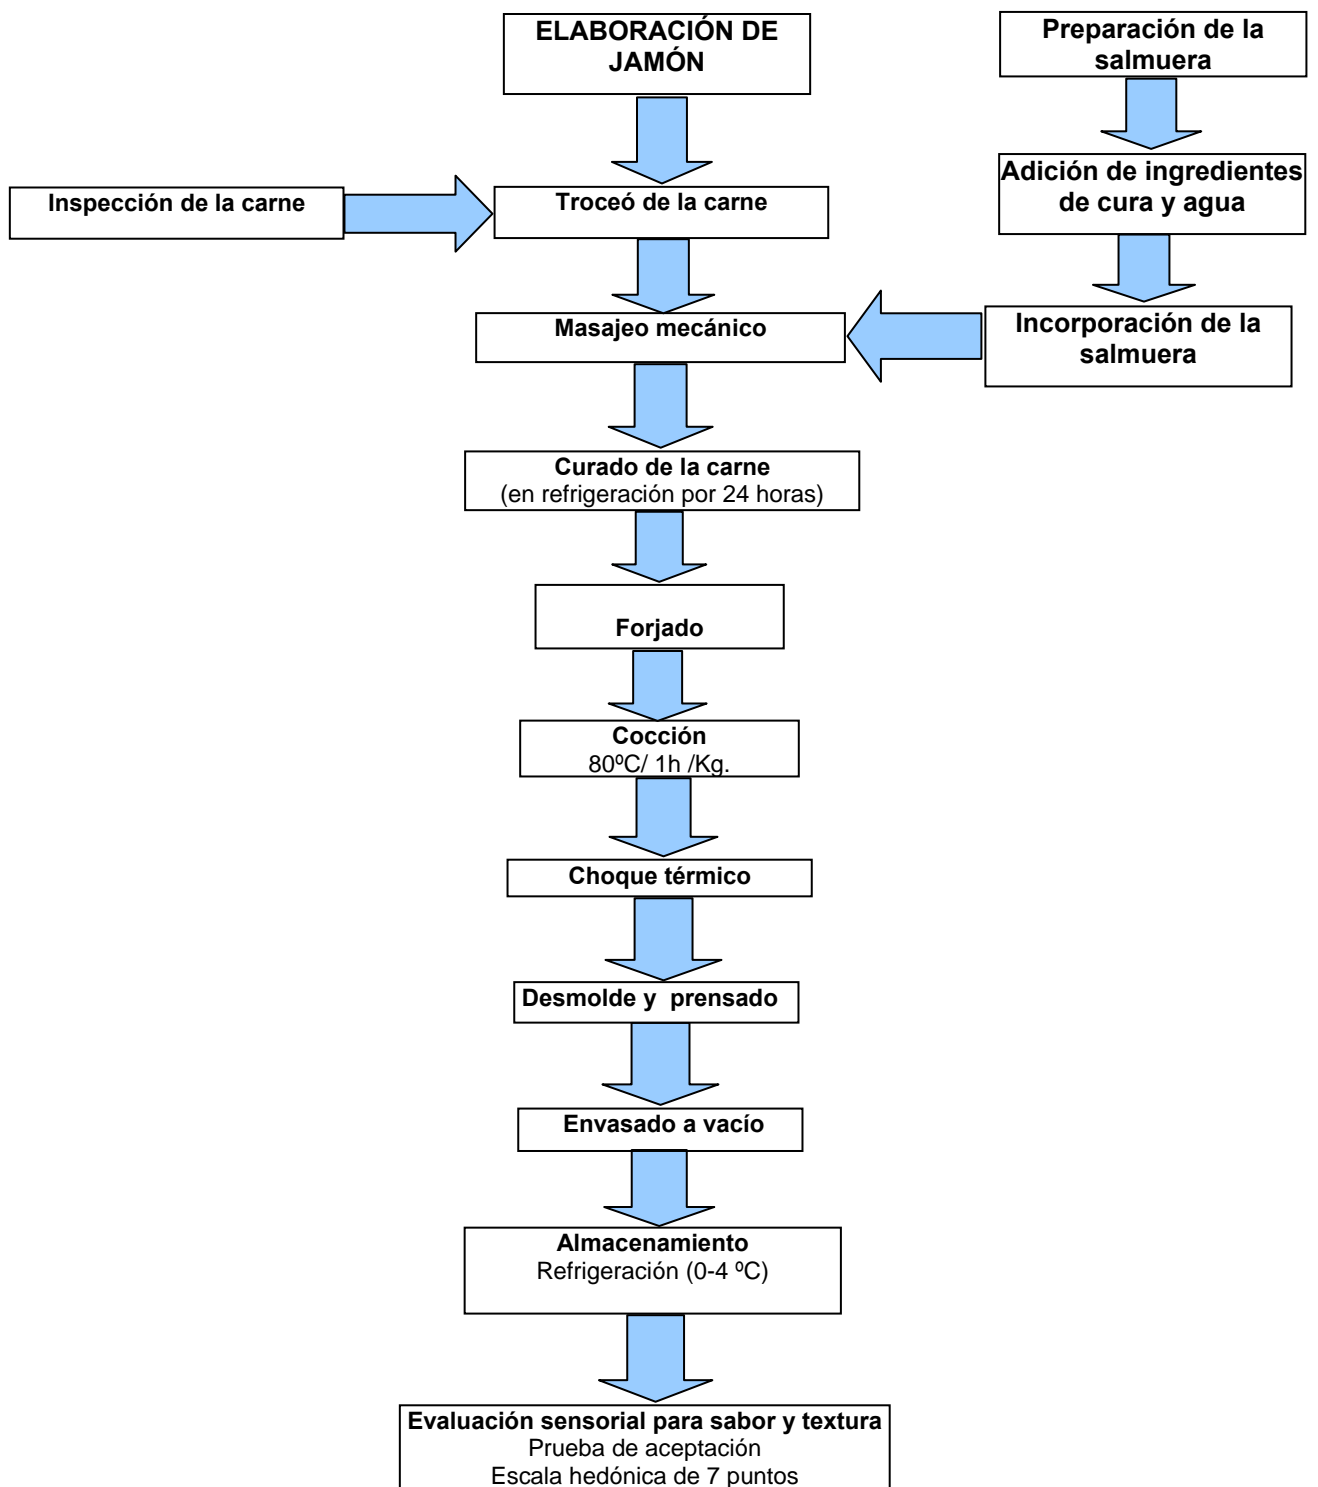 ELABORACIÓN DE
JAMÓN
Preparación de la
salmuera
Adición de ingredientes
de cura y agua
Inspección de la carne
Troceó de la carne
Incorporación de la
salmuera
Masajeo mecánico
Curado de la carne
(en refrigeración por 24 horas)
Forjado
Cocción
80ºC/ 1h /Kg.
Choque térmico
Desmolde y  prensado
Envasado a vacío
Almacenamiento
Refrigeración (0-4 ºC)
Evaluación sensorial para sabor y textura
Prueba de aceptación
Escala hedónica de 7 puntos